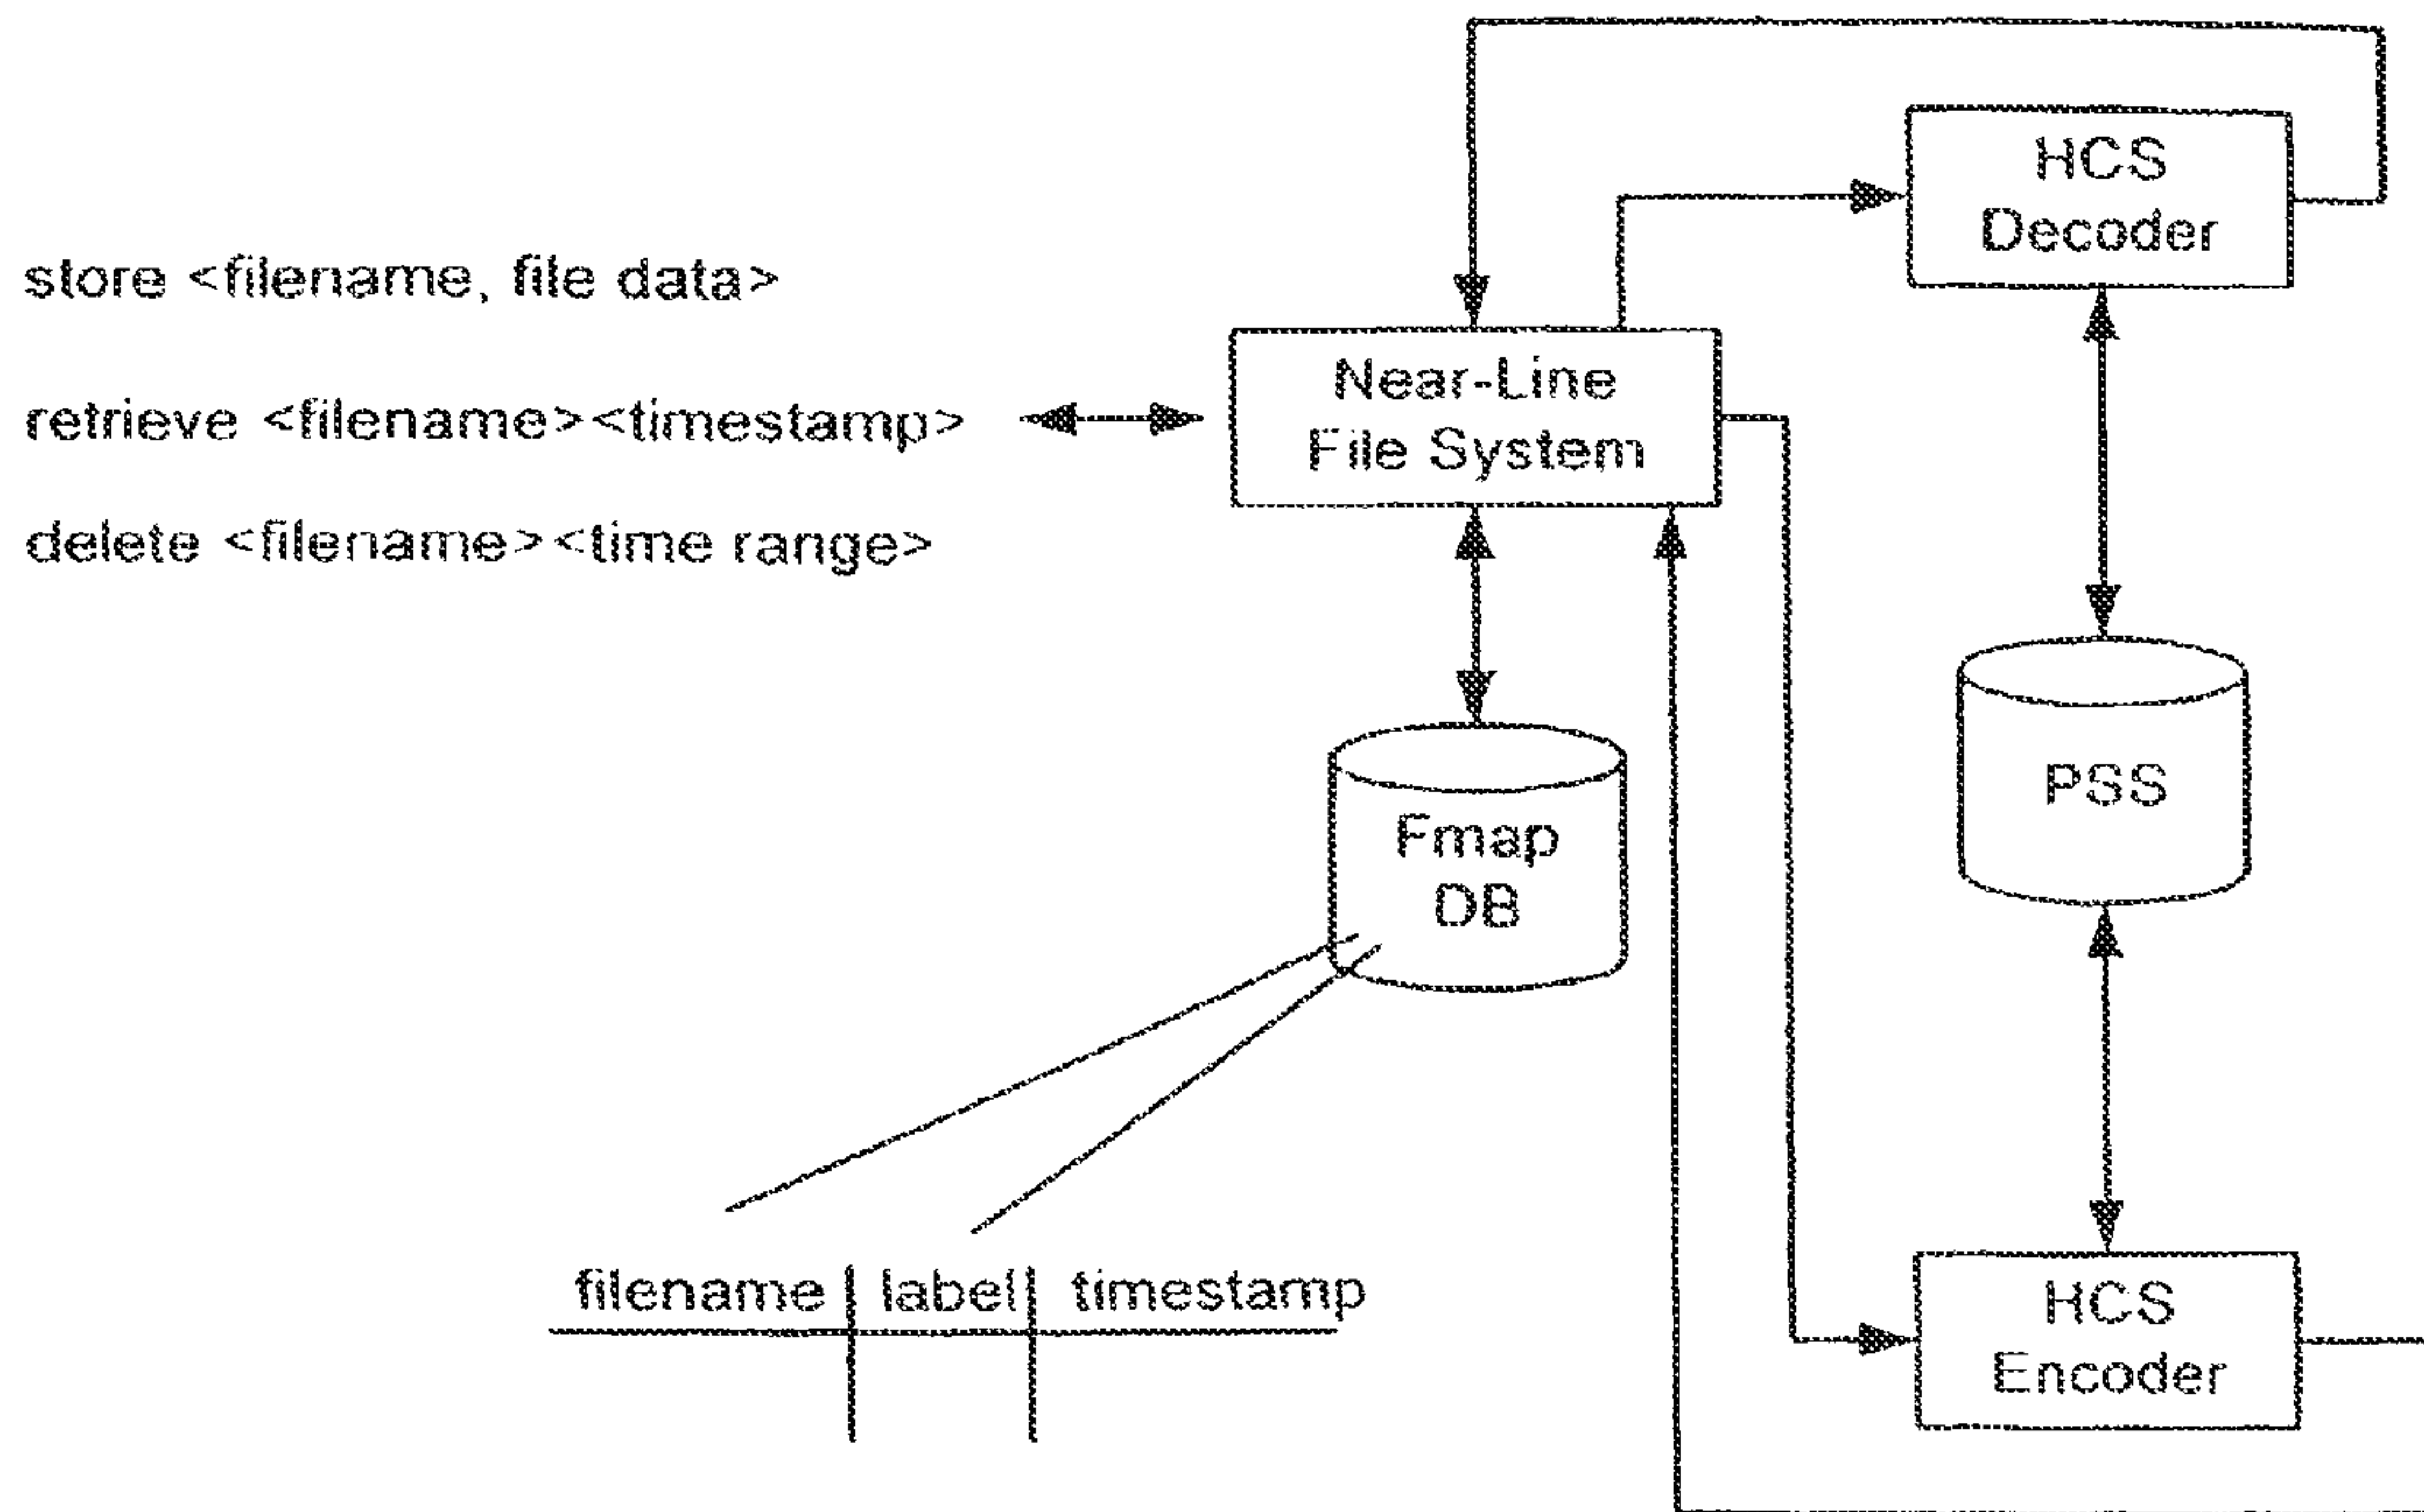 HCS
Decoder
store <filename, file data>
Near-Line
File System
retrieve <filename><timestamp>
delete <filename><time range>
PSS
Fmap
DB
filename label timestamp
HCS
Encoder